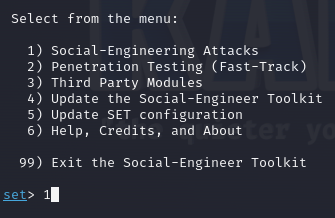 Select from the menu:
1) Social-Engineering Attacks
2) Penetration Testing (Fast-Track)
3) Third Party Modules
4) Update the Social-Engineer Toolkit
5) Update SET configuration
6) Help, Credits, and About
99) Exit the Social-Engineer Toolkit
set> 1